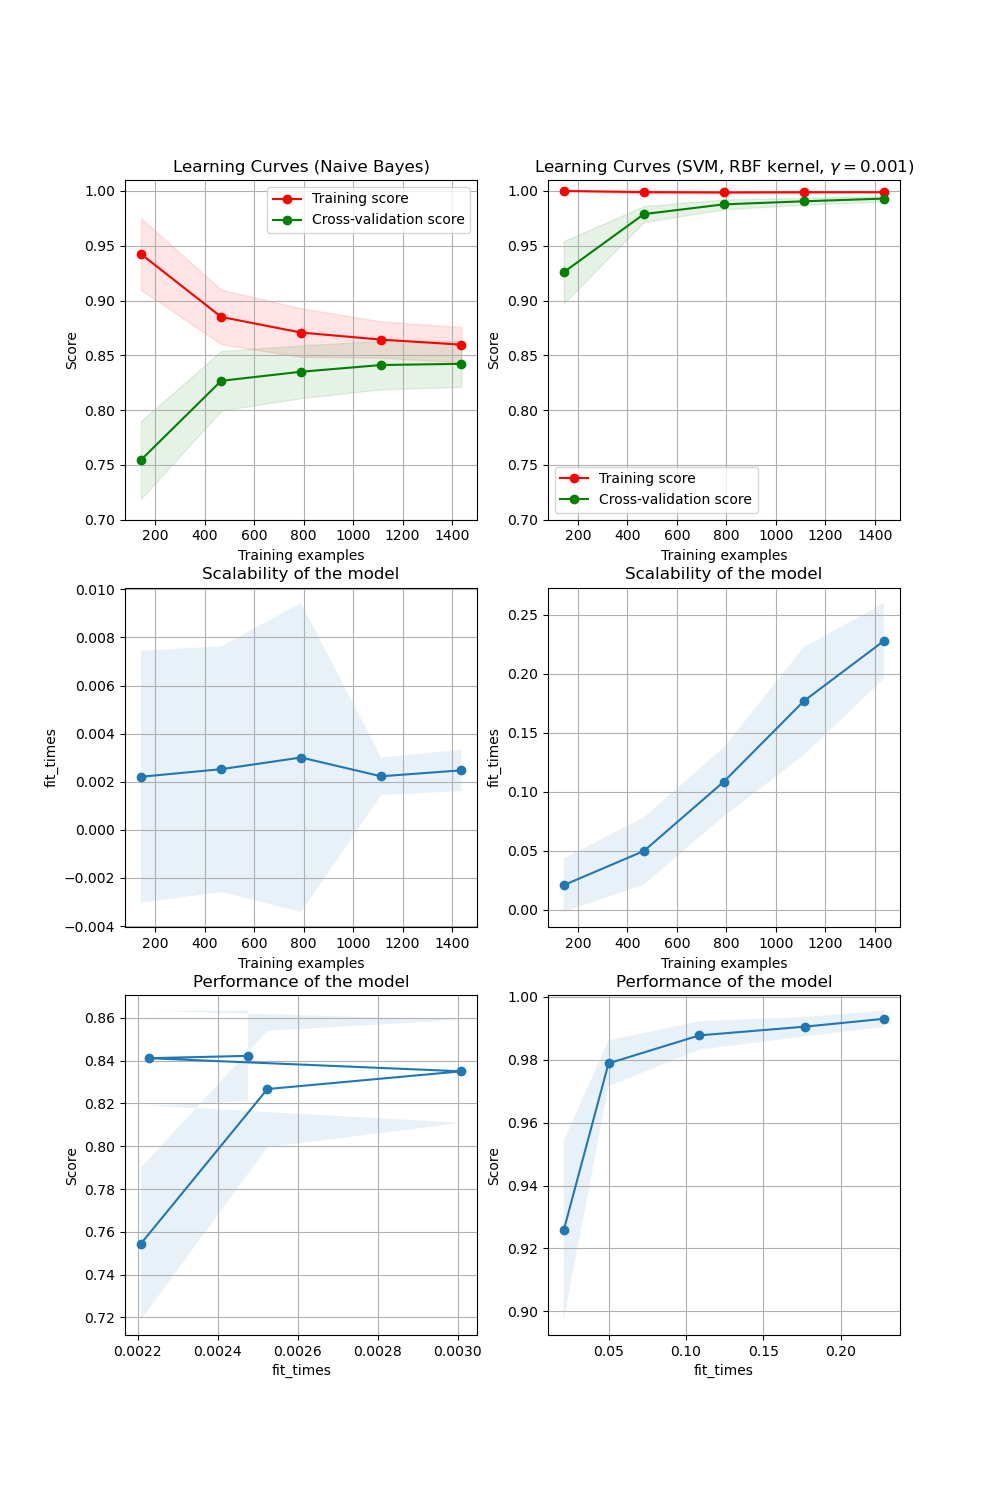 Learning Curves (Naive Bayes)
1.00
0.95
0.90
0.85
0.80
0.75
0.70
Score
Training score
Cross-validation score
200 400 600 800 1000 1200 1400
Training examples
Learning Curves (SVM, RBF kernel, γ = 0.001)
1.00
0.95
0.90
0.85
0.80
0.75
0.70
Score
Training score
Cross-validation score
200 400 600 800 1000 1200 1400
Training examples
Scalability of the model
0.010
0.008
0.006
0.004
0.002
0.000
−0.002
−0.004
fit_times
200 400 600 800 1000 1200 1400
Training examples
Scalability of the model
0.25
0.20
0.15
0.10
0.05
0.00
fit_times
200 400 600 800 1000 1200 1400
Training examples
Performance of the model
0.86
0.84
0.82
0.80
0.78
0.76
0.74
0.72
Score
0.0022 0.0024 0.0026 0.0028 0.0030
fit_times
Performance of the model
1.00
0.98
0.96
0.94
0.92
0.90
Score
0.05 0.10 0.15 0.20
fit_times